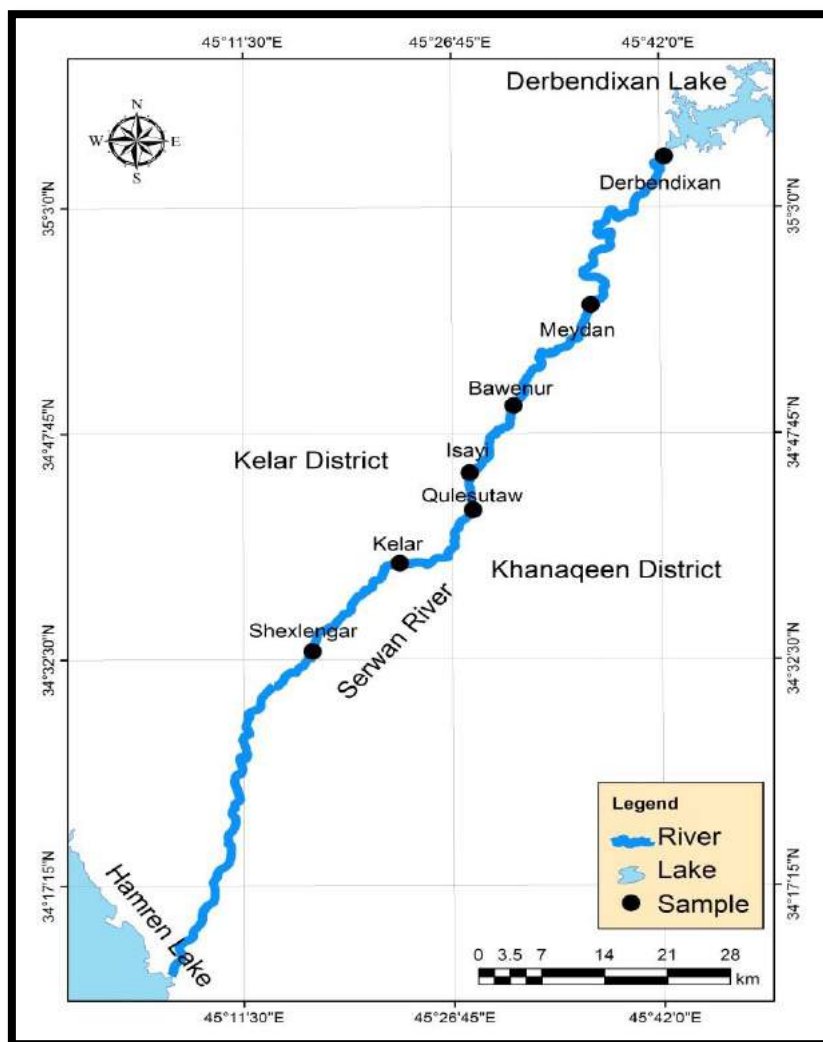 45°11'30"E 45°26'45"E 45°42'0"E
Derbendixan Lake
N
W E
S
Derbendixan
35°3'0"N 35°3'0"N
Meydan
Bawenur
34°47'45"N 34°47'45"N
Isayi
Kelar District
Qulesutaw
Kelar
Khanaqeen District
Shexlengar
Serwan River
34°32'30"N 34°32'30"N
Legend
River
Lake
Sample
34°17'15"N 34°17'15"N
Hamren Lake
0 3.5 7 14 21 28
km
45°11'30"E 45°26'45"E 45°42'0"E